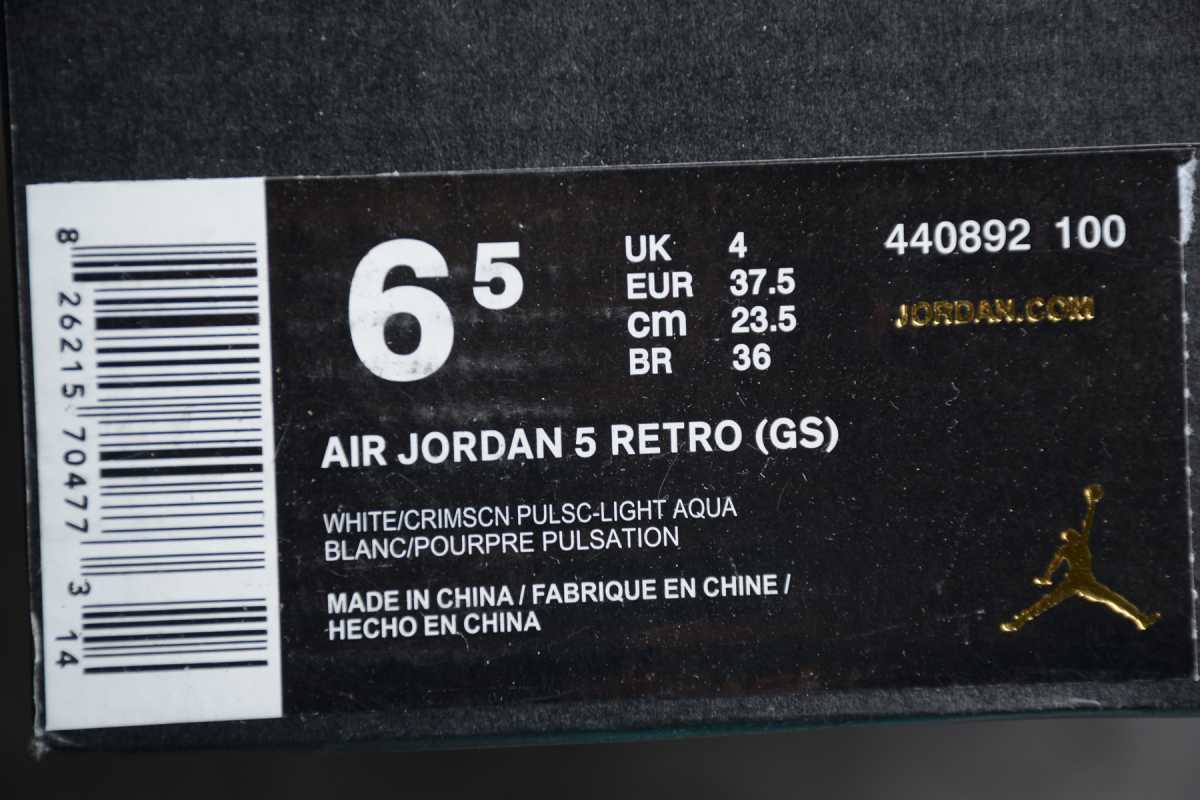 8 26215 70477 3 14
6 5
UK 4
EUR 37.5
cm 23.5
BR 36
440892 100
JORDAN.COM
AIR JORDAN 5 RETRO (GS)
WHITE/CRIMSCN PULSC-LIGHT AQUA
BLANC/POURPRE PULSATION
MADE IN CHINA / FABRIQUE EN CHINE /
HECHO EN CHINA